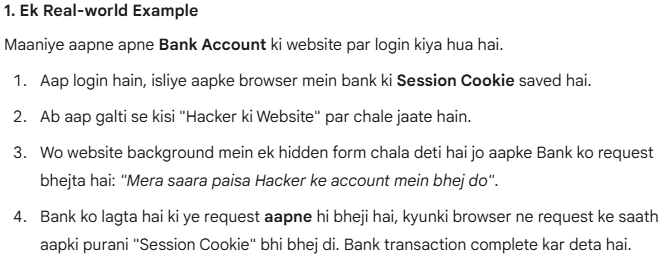 1. Ek Real-world Example
Maaniye aapne apne Bank Account ki website par login kiya hua hai.
1. Aap login hain, isliye aapke browser mein bank ki Session Cookie saved hai.
2. Ab aap galti se kisi "Hacker ki Website" par chale jaate hain.
3. Wo website background mein ek hidden form chala deti hai jo aapke Bank ko request
bhejta hai: "Mera saara paisa Hacker ke account mein bhej do".
4. Bank ko lagta hai ki ye request aapne hi bheji hai, kyunki browser ne request ke saath
aapki purani "Session Cookie" bhi bhej di. Bank transaction complete kar deta hai.